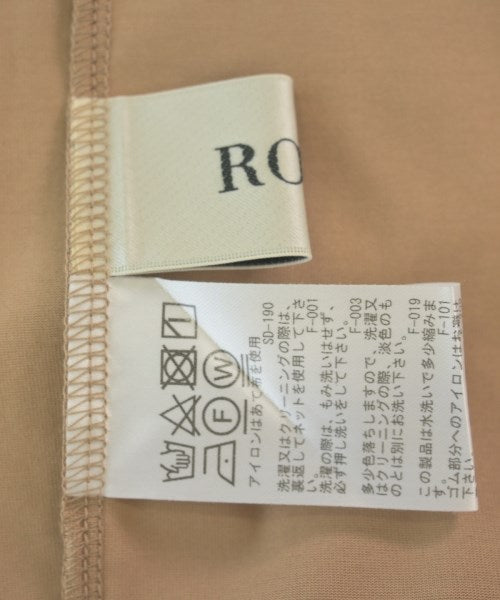 RO
F
W
アイロンはあて布を使用
SD-190
洗濯又はクリーニングの際は、
裏返してネットを使用して下さ
い。 F-001
洗濯の際は、もみ洗いはせず、
必ず押し洗いをして下さい。
F-003
多少色落ちしますので、洗濯又
はクリーニングの際、淡色のも
のとは別にお洗い下さい。
F-019
この製品は水洗いで多少縮みま
す。 F-101
ゴム部分へのアイロンはお避け
下さい